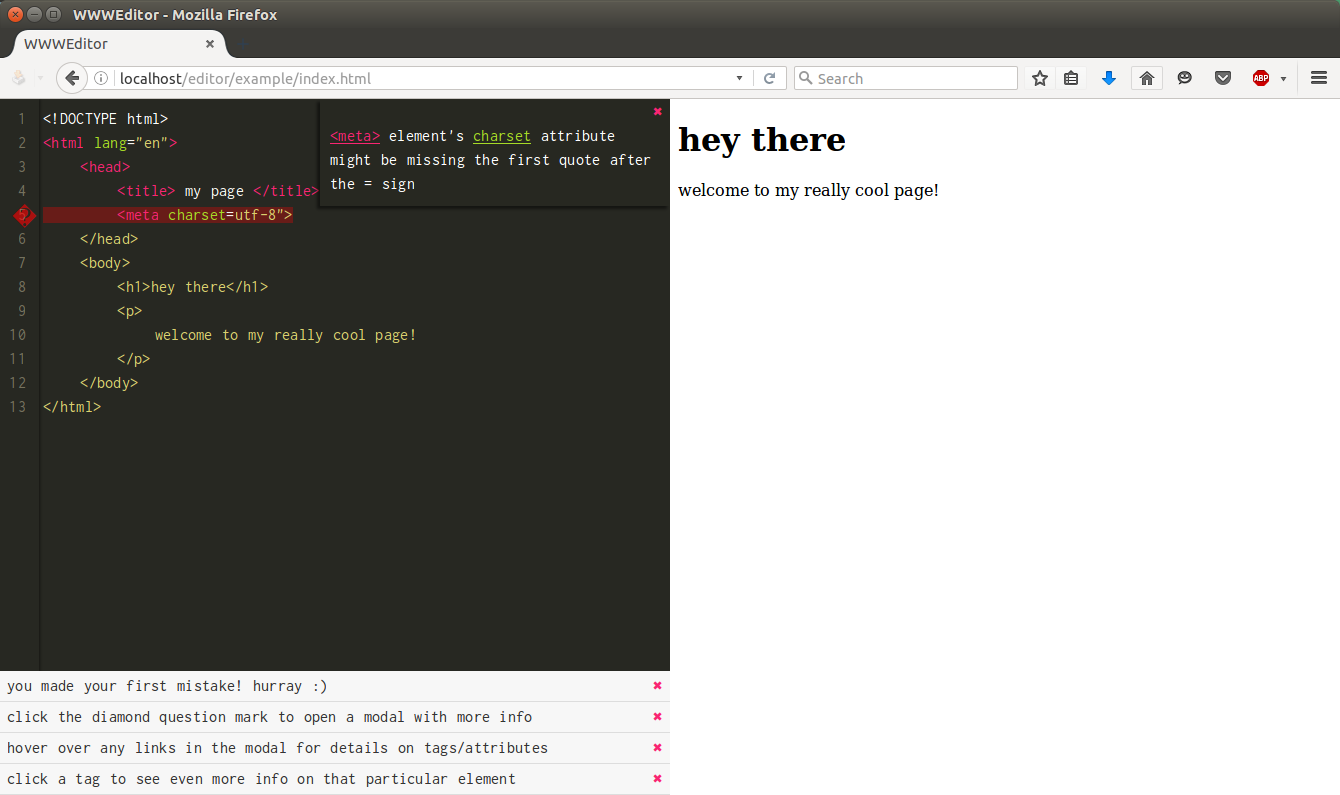 WWWEditor - Mozilla Firefox
WWWEditor
localhost/editor/example/index.html
Search
ABP
1 <!DOCTYPE html>
2 <html lang="en">
3 <head>
4 <title> my page </title>
5 <meta charset=utf-8">
6 </head>
7 <body>
8 <h1>hey there</h1>
9 <p>
10 welcome to my really cool page!
11 </p>
12 </body>
13 </html>
<meta> element's charset attribute
might be missing the first quote after
the = sign
you made your first mistake! hurray :)
click the diamond question mark to open a modal with more info
hover over any links in the modal for details on tags/attributes
click a tag to see even more info on that particular element
hey there
welcome to my really cool page!